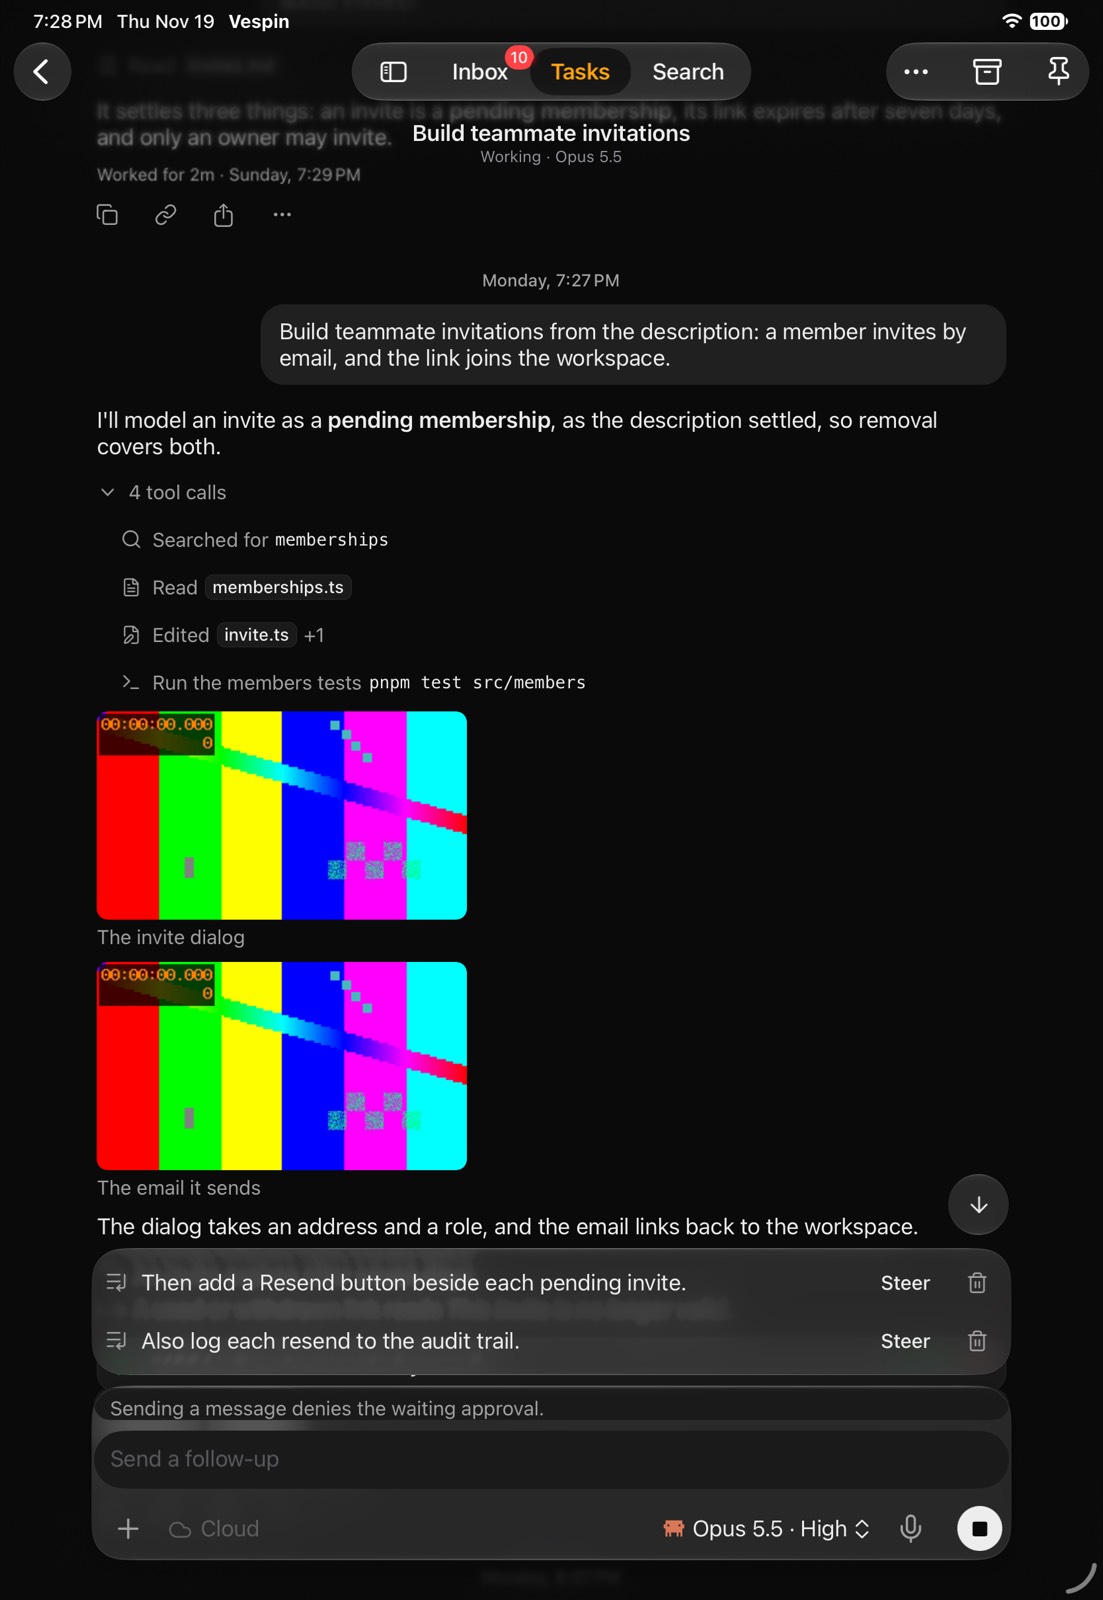 7:28 PM Thu Nov 19 Vespin
100
Inbox 10 Tasks Search
It settles three things: an invite is a pending membership, its link expires after seven days,
and only an owner may invite.
Build teammate invitations
Working · Opus 5.5
Worked for 2m · Sunday, 7:29 PM
Monday, 7:27 PM
Build teammate invitations from the description: a member invites by
email, and the link joins the workspace.
I'll model an invite as a pending membership, as the description settled, so removal
covers both.
4 tool calls
Searched for memberships
Read memberships.ts
Edited invite.ts +1
Run the members tests pnpm test src/members
00:00:00.000
0
The invite dialog
00:00:00.000
0
The email it sends
The dialog takes an address and a role, and the email links back to the workspace.
Then add a Resend button beside each pending invite. Steer
Also log each resend to the audit trail. Steer
Sending a message denies the waiting approval.
Send a follow-up
Cloud Opus 5.5 · High